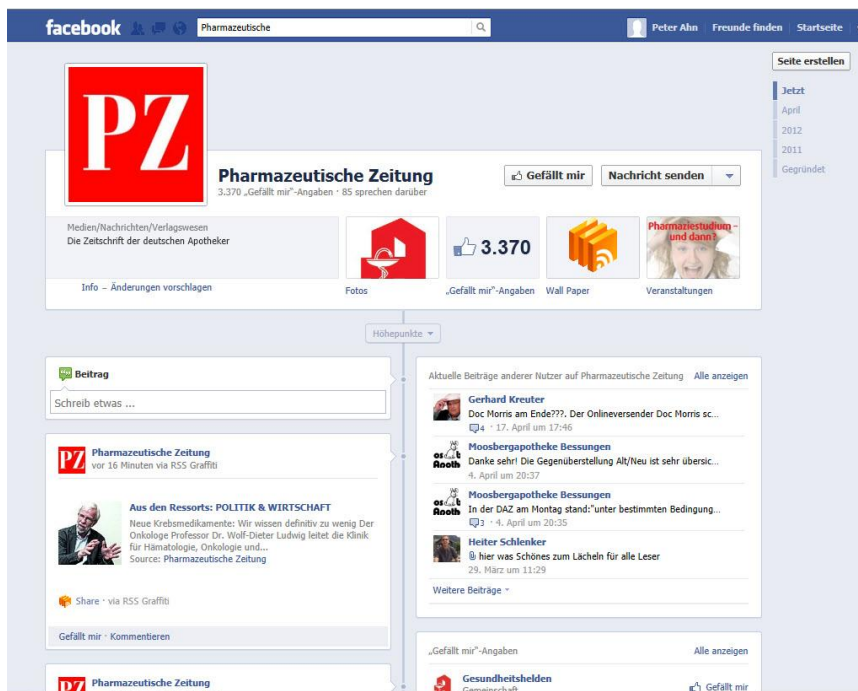 facebook
Pharmazeutische
Peter Ahn
Freunde finden
Startseite
Seite erstellen
Jetzt
April
2012
2011
Gegründet
PZ
Pharmazeutische Zeitung
3.370 „Gefällt mir“-Angaben · 85 sprechen darüber
Gefällt mir
Nachricht senden
Medien/Nachrichten/Verlagswesen
Die Zeitschrift der deutschen Apotheker
Info – Änderungen vorschlagen
Fotos
3.370
„Gefällt mir“-Angaben
Wall Paper
Pharmaziestudium –
und dann?
Veranstaltungen
Höhepunkte
Beitrag
Schreib etwas ...
PZ
Pharmazeutische Zeitung
vor 16 Minuten via RSS Graffiti
Aus den Ressorts: POLITIK & WIRTSCHAFT
Neue Krebsmedikamente: Wir wissen definitiv zu wenig Der
Onkologe Professor Dr. Wolf-Dieter Ludwig leitet die Klinik
für Hämatologie, Onkologie und...
Source: Pharmazeutische Zeitung
Share · via RSS Graffiti
Gefällt mir · Kommentieren
PZ
Pharmazeutische Zeitung
Aktuelle Beiträge anderer Nutzer auf Pharmazeutische Zeitung
Alle anzeigen
Gerhard Kreuter
Doc Morris am Ende???. Der Onlineversender Doc Morris sc...
4 · 17. April um 17:46
Moosbergapotheke Bessungen
Danke sehr! Die Gegenüberstellung Alt/Neu ist sehr übersic...
4. April um 20:37
Moosbergapotheke Bessungen
In der DAZ am Montag stand:"unter bestimmten Bedingung...
3 · 4. April um 20:35
Heiter Schlenker
hier was Schönes zum Lächeln für alle Leser
29. März um 11:29
Weitere Beiträge
„Gefällt mir“-Angaben
Alle anzeigen
Gesundheitshelden
Gemeinschaft
Gefällt mir